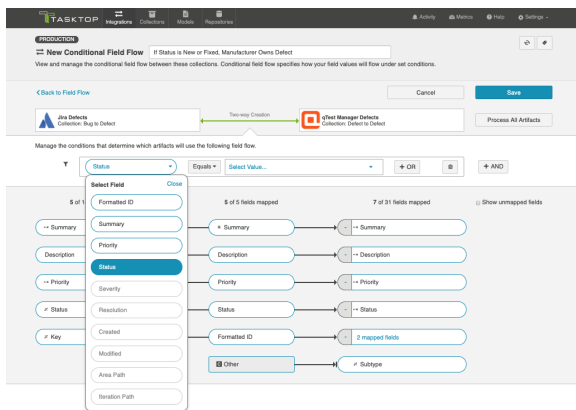 TASKTOP
Integrations
Collections
Models
Repositories
Activity
Metrics
Help
Settings
PRODUCTION
New Conditional Field Flow
If Status is New or Fixed, Manufacturer Owns Defect
View and manage the conditional field flow between these collections. Conditional field flow specifies how your field values will flow under set conditions.
Back to Field Flow
Cancel
Save
Jira Defects
Collection: Bug to Defect
Two-way Creation
qTest Manager Defects
Collection: Defect to Defect
Process All Artifacts
Manage the conditions that determine which artifacts will use the following field flow.
Status
Equals
Select Value...
+ OR
+ AND
Select Field
Close
Formatted ID
Summary
Priority
Status
Severity
Resolution
Created
Modified
Area Path
Iteration Path
5 of 1
5 of 5 fields mapped
7 of 31 fields mapped
Show unmapped fields
Summary
Summary
Summary
Description
Description
Description
Priority
Priority
Priority
Status
Status
Status
Key
Formatted ID
2 mapped fields
Other
Subtype